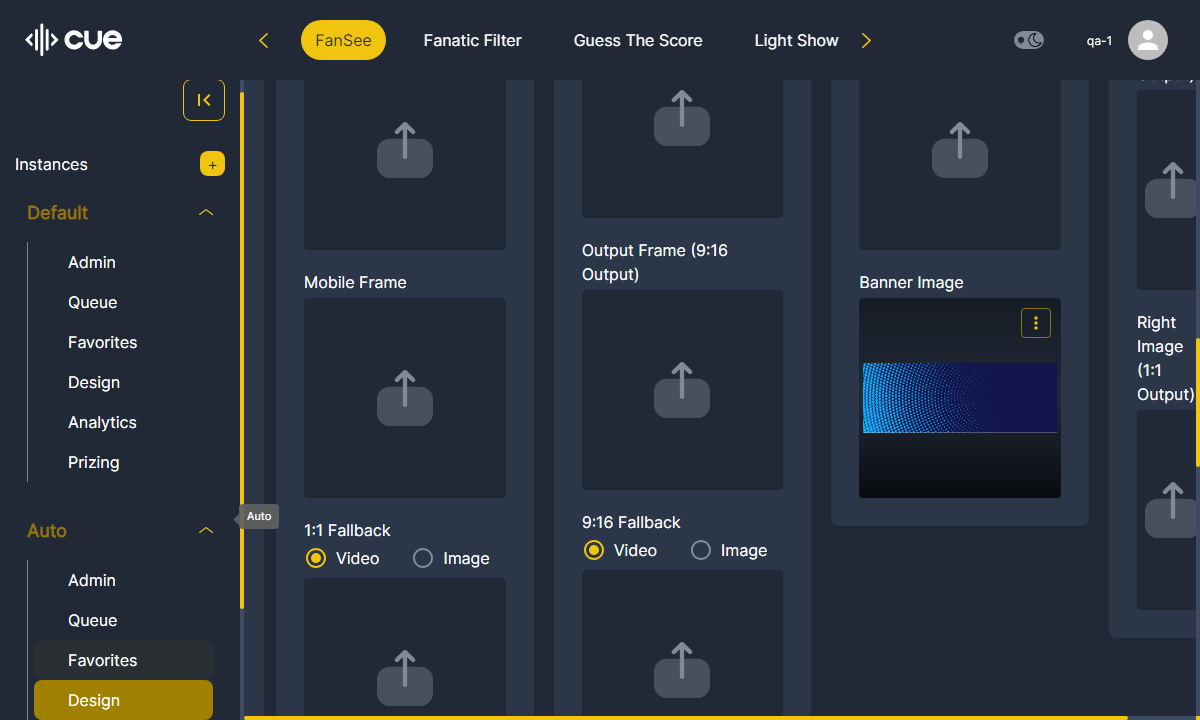 CUE
FanSee
Fanatic Filter
Guess The Score
Light Show
qa-1
Instances
+
Default
Admin
Queue
Favorites
Design
Analytics
Prizing
Auto
Admin
Queue
Favorites
Design
Auto
Mobile Frame
1:1 Fallback
Video
Image
Output Frame (9:16
Output)
9:16 Fallback
Video
Image
Banner Image
Right
Image
(1:1
Output)